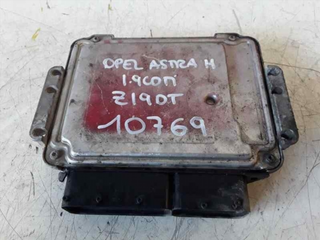 OPEL ASTRA H
1.9CDTI
Z19DT
10769